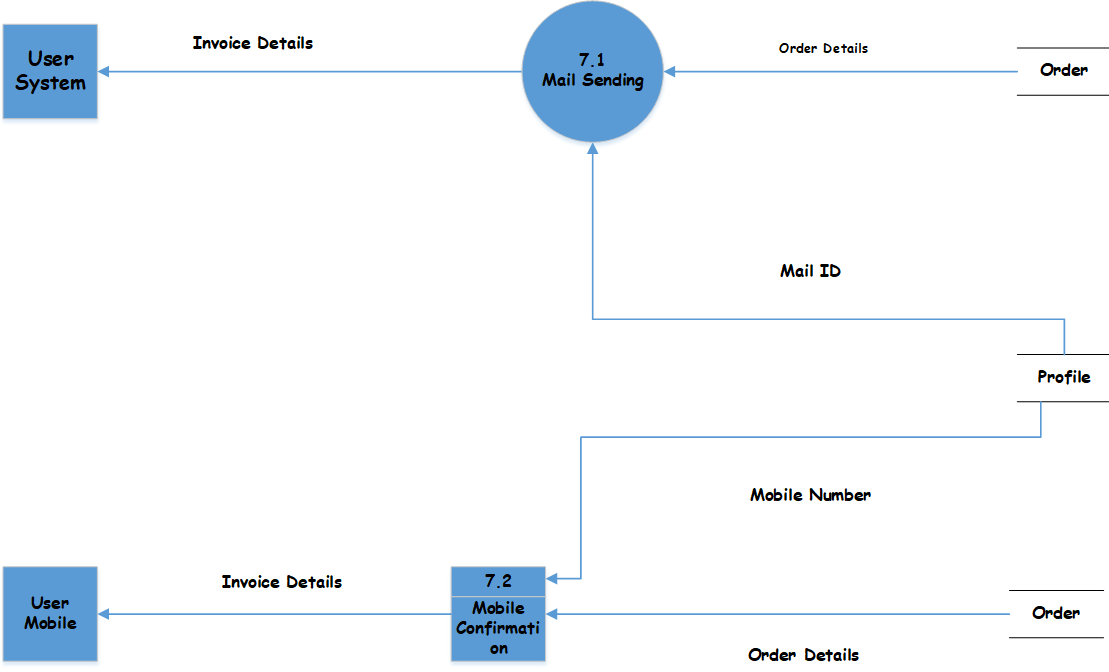 User
System
Invoice Details
7.1
Mail Sending
Order Details
Order
Mail ID
Profile
Mobile Number
User
Mobile
Invoice Details
7.2
Mobile
Confirmati
on
Order
Order Details